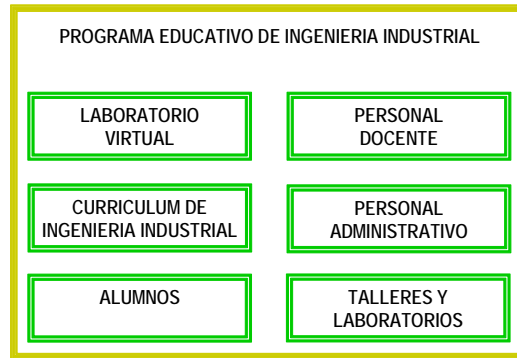 PROGRAMA EDUCATIVO DE INGENIERIA INDUSTRIAL
LABORATORIO
VIRTUAL
PERSONAL
DOCENTE
CURRICULUM DE
INGENIERIA INDUSTRIAL
PERSONAL
ADMINISTRATIVO
ALUMNOS
TALLERES Y
LABORATORIOS